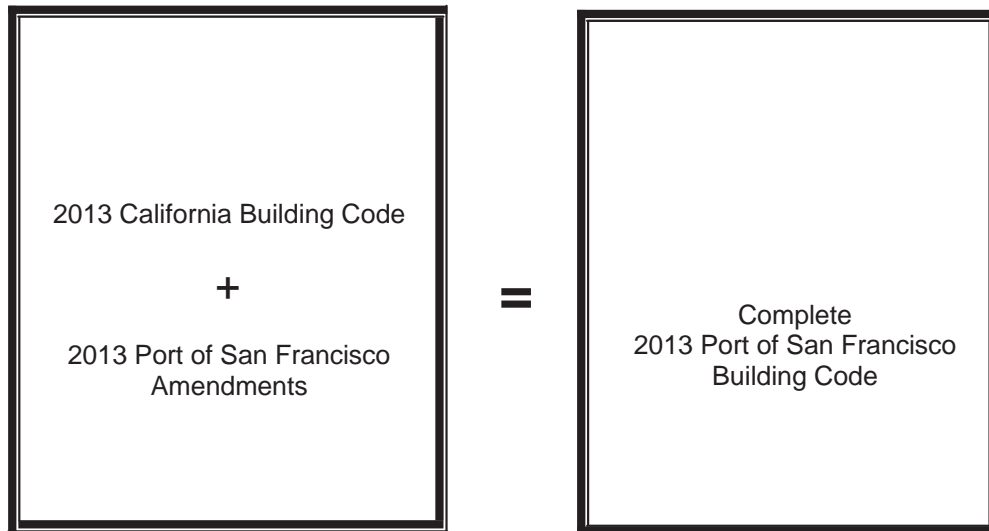 2013 California Building Code
+
2013 Port of San Francisco
Amendments
=
Complete
2013 Port of San Francisco
Building Code